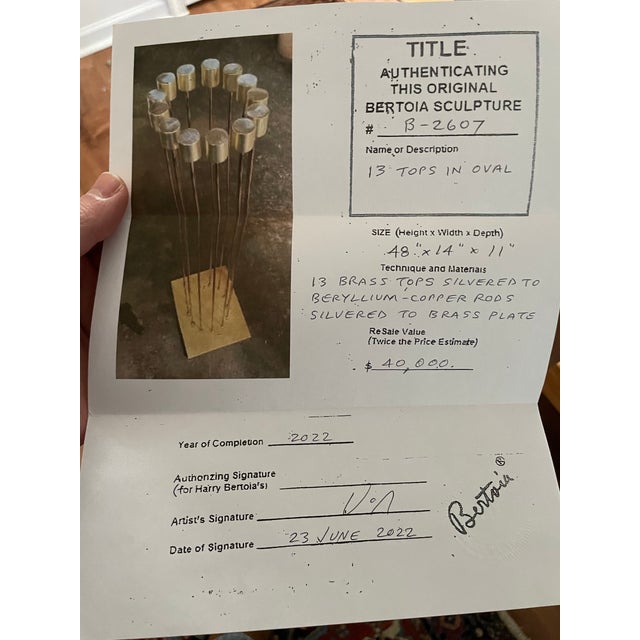 TITLE
AUTHENTICATING
THIS ORIGINAL
BERTOIA SCULPTURE
# B-2607
Name or Description
13 TOPS IN OVAL
SIZE (Height x Width x Depth)
48" x 14" x 11"
Technique and Materials
13 BRASS TOPS SILVERED TO
BERYLLIUM-COPPER RODS
SILVERED TO BRASS PLATE
ReSale Value
(Twice the Price Estimate)
$ 40,000.
Year of Completion 2022
Authorizing Signature
(for Harry Bertoia's)
Artist's Signature
Date of Signature 23 JUNE 2022
Bertoia ®